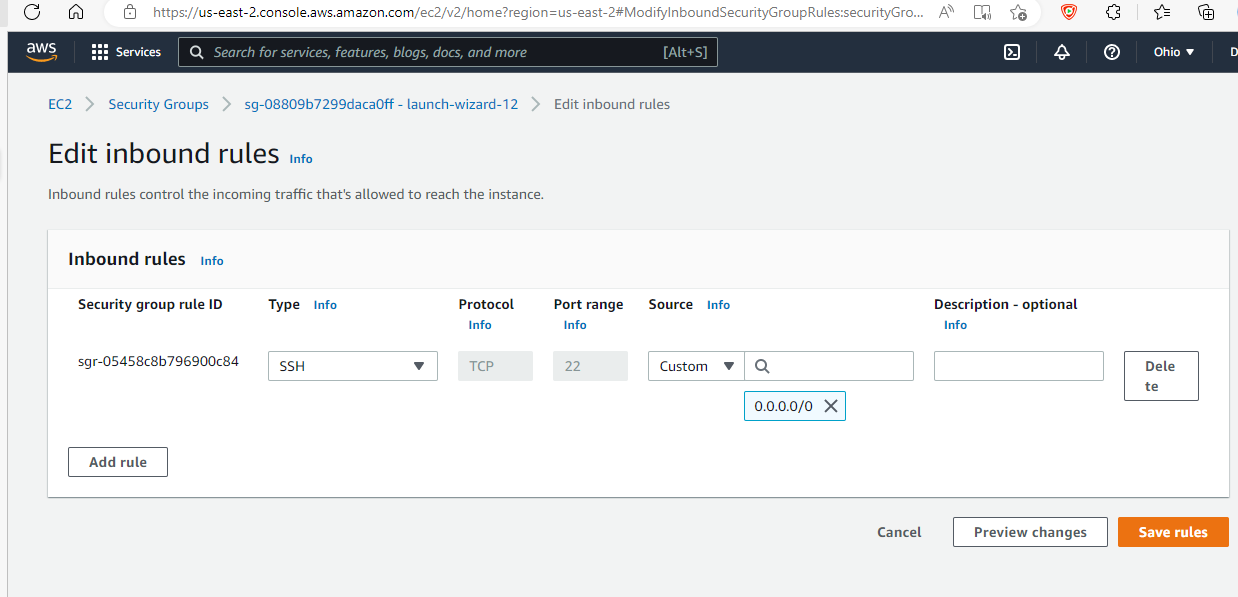 https://us-east-2.console.aws.amazon.com/ec2/v2/home?region=us-east-2#ModifyInboundSecurityGroupRules:securityGro...
aws Services Search for services, features, blogs, docs, and more [Alt+S] Ohio D
EC2 Security Groups sg-08809b7299daca0ff - launch-wizard-12 Edit inbound rules
Edit inbound rules Info
Inbound rules control the incoming traffic that's allowed to reach the instance.
Inbound rules Info
Security group rule ID Type Info Protocol Port range Source Info Description - optional
Info Info Info
sgr-05458c8b796900c84 SSH TCP 22 Custom Dele
te
0.0.0.0/0
Add rule
Cancel Preview changes Save rules